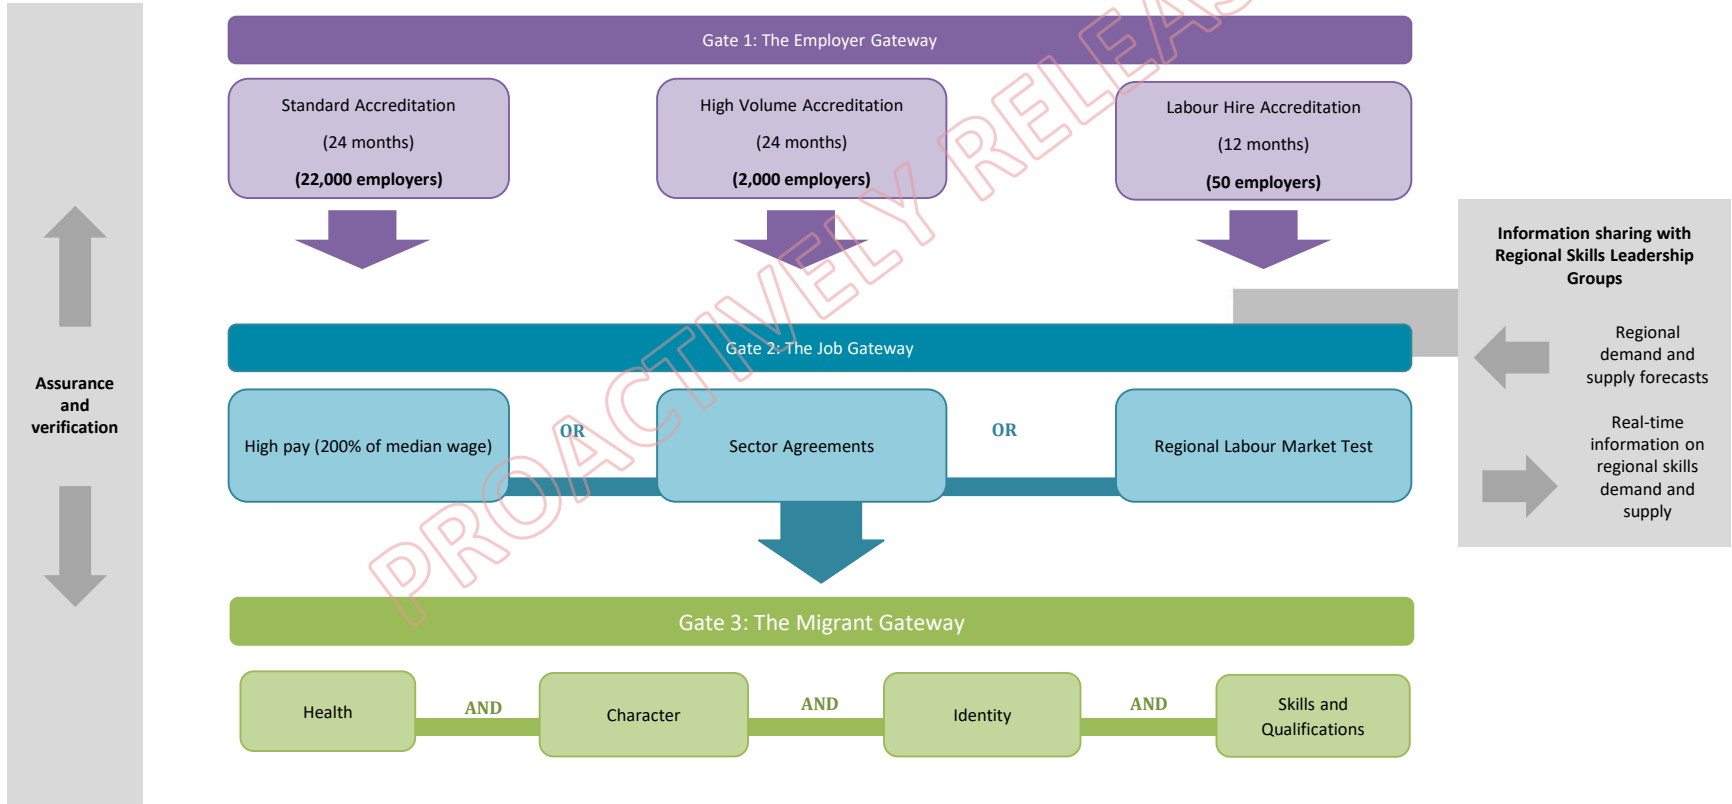 Gate 1: The Employer Gateway
Standard Accreditation
(24 months)
(22,000 employers)
High Volume Accreditation
(24 months)
(2,000 employers)
Labour Hire Accreditation
(12 months)
(50 employers)
Assurance
and
verification
Gate 2: The Job Gateway
High pay (200% of median wage)
OR
Sector Agreements
OR
Regional Labour Market Test
Information sharing with
Regional Skills Leadership
Groups
Regional
demand and
supply forecasts
Real-time
information on
regional skills
demand and
supply
Gate 3: The Migrant Gateway
Health
AND
Character
AND
Identity
AND
Skills and
Qualifications
PROACTIVELY RELEAS